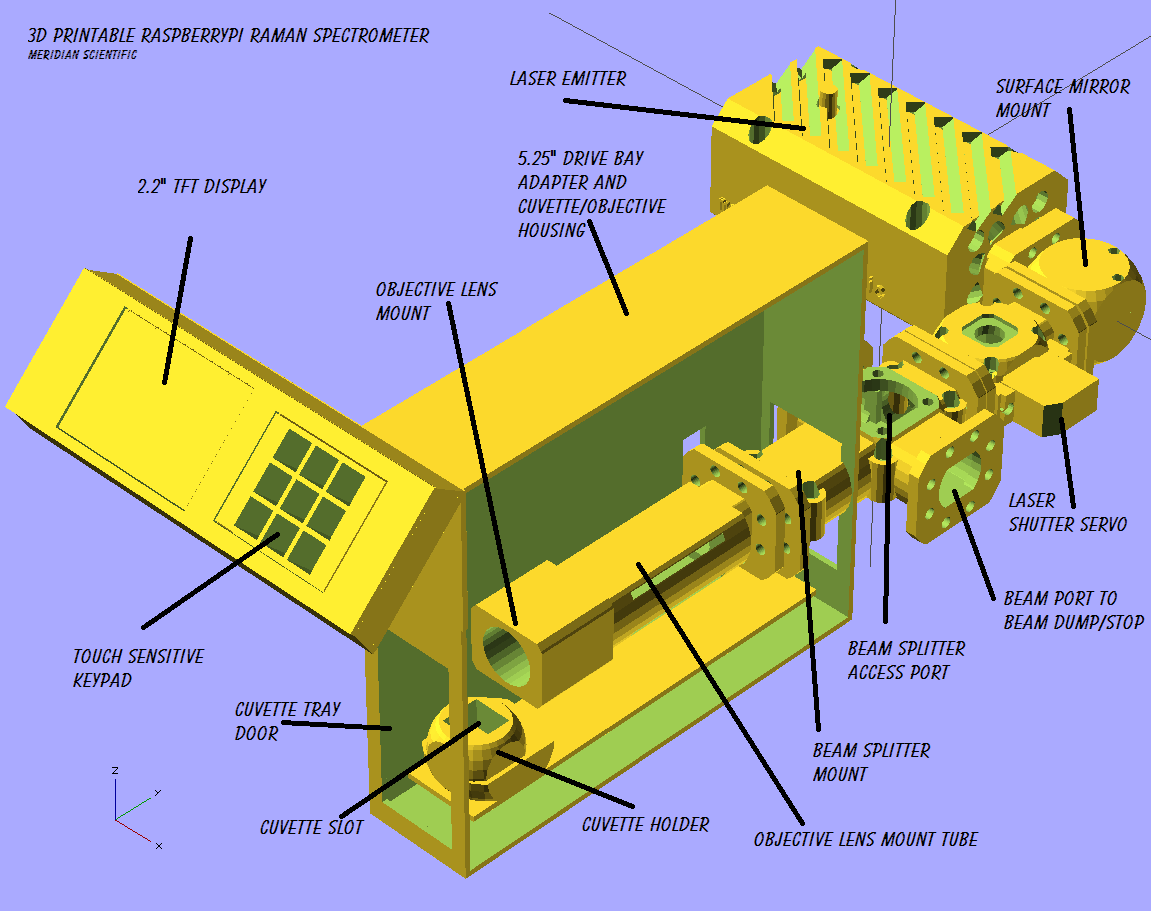 3D PRINTABLE RASPBERRYPI RAMAN SPECTROMETER
MERIDIAN SCIENTIFIC
LASER EMITTER
SURFACE MIRROR
MOUNT
5.25" DRIVE BAY
ADAPTER AND
CUVETTE/OBJECTIVE
HOUSING
2.2" TFT DISPLAY
OBJECTIVE LENS
MOUNT
LASER
SHUTTER SERVO
BEAM PORT TO
BEAM DUMP/STOP
BEAM SPLITTER
ACCESS PORT
TOUCH SENSITIVE
KEYPAD
CUVETTE TRAY
DOOR
BEAM SPLITTER
MOUNT
CUVETTE SLOT
CUVETTE HOLDER
OBJECTIVE LENS MOUNT TUBE
Z
Y
X